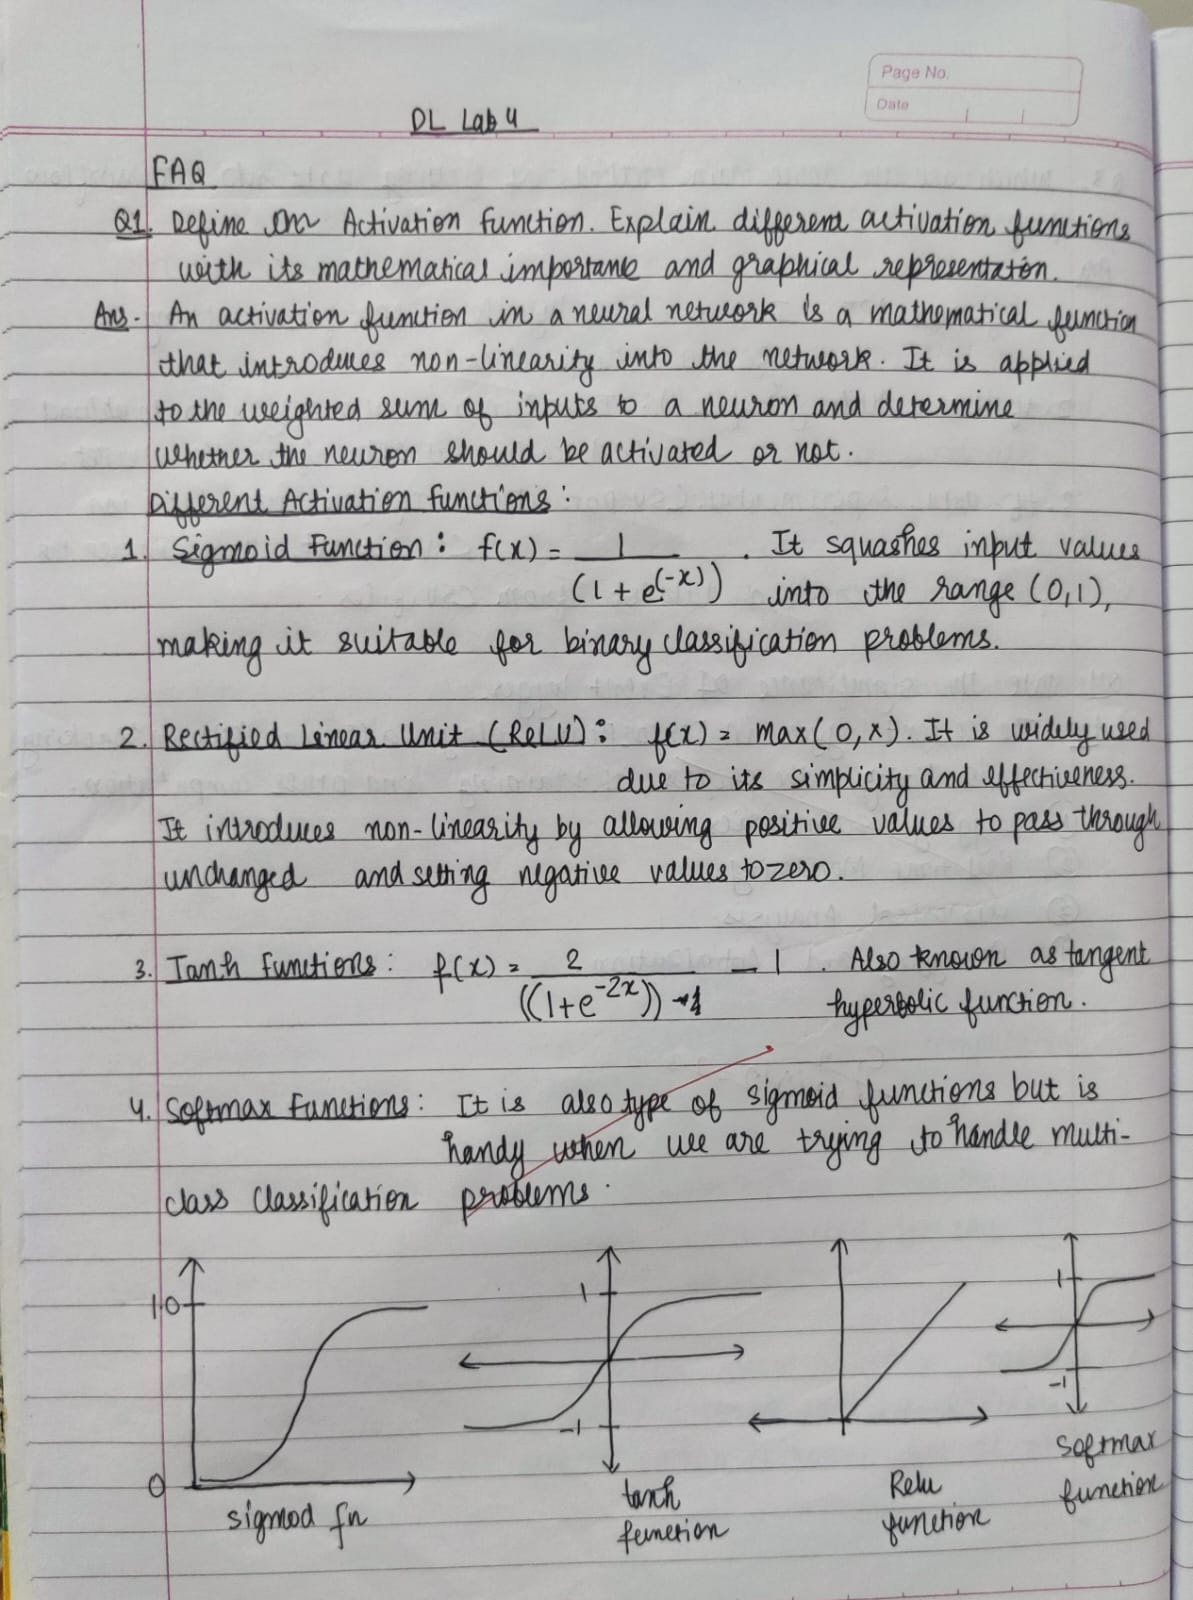 Page No.
Date
DL Lab 4
FAQ
Q1. Define an Activation function. Explain different activation functions
with its mathematical importance and graphical representation.
Ans. An activation function in a neural network is a mathematical function
that introduces non-linearity into the network. It is applied
to the weighted sum of inputs to a neuron and determine
whether the neuron should be activated or not.
Different Activation functions:
1. Sigmoid Function: f(x) = 1 / (1 + e^(-x)) . It squashes input values
into the range (0,1),
making it suitable for binary classification problems.
2. Rectified Linear Unit (ReLU): f(x) = max(0,x). It is widely used
due to its simplicity and effectiveness.
It introduces non-linearity by allowing positive values to pass through
unchanged and setting negative values to zero.
3. Tanh Functions: f(x) = 2 / ((1+e^-2x)) - 1 . Also known as tangent
hyperbolic function.
4. Softmax Functions: It is also type of sigmoid functions but is
handy when we are trying to handle multi-
class classification problems.
1.0
0
sigmod fn
1
-1
tanh
function
Relu
function
1
-1
Softmax
function